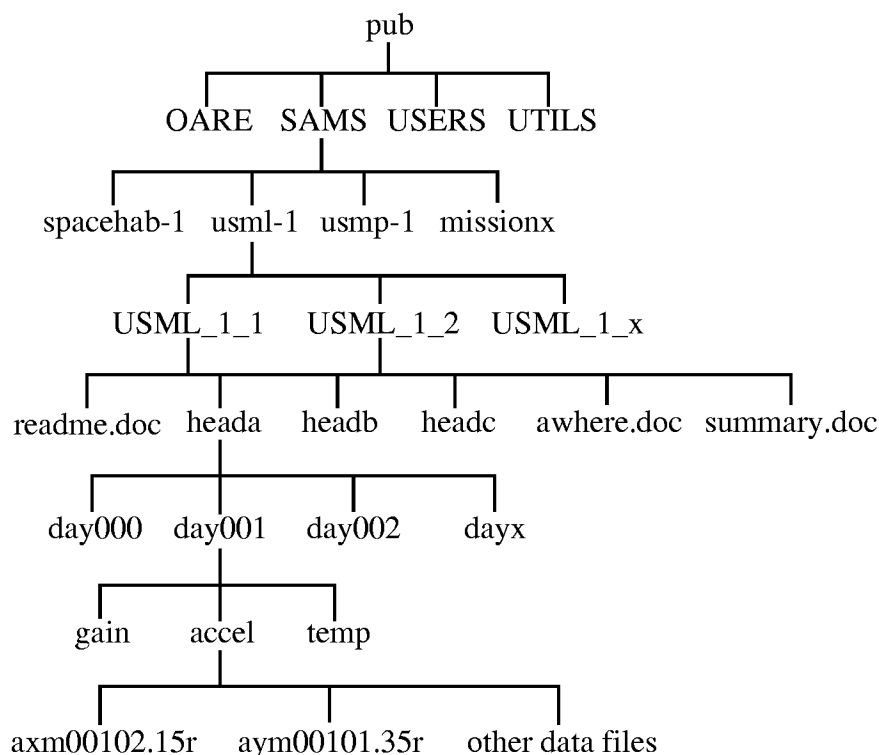 pub
OARE SAMS USERS UTILS
spacehab-1 usml-1 usmp-1 missionx
USML_1_1 USML_1_2 USML_1_x
readme.doc heada headb headc awhere.doc summary.doc
day000 day001 day002 dayx
gain accel temp
axm00102.15r aym00101.35r other data files